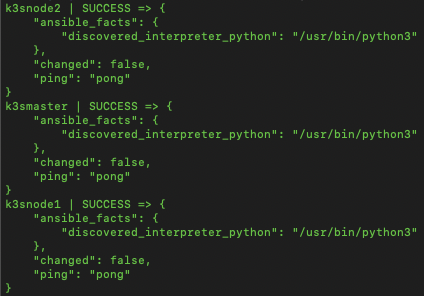 k3snode2 | SUCCESS => {
    "ansible_facts": {
        "discovered_interpreter_python": "/usr/bin/python3"
    },
    "changed": false,
    "ping": "pong"
}
k3smaster | SUCCESS => {
    "ansible_facts": {
        "discovered_interpreter_python": "/usr/bin/python3"
    },
    "changed": false,
    "ping": "pong"
}
k3snode1 | SUCCESS => {
    "ansible_facts": {
        "discovered_interpreter_python": "/usr/bin/python3"
    },
    "changed": false,
    "ping": "pong"
}